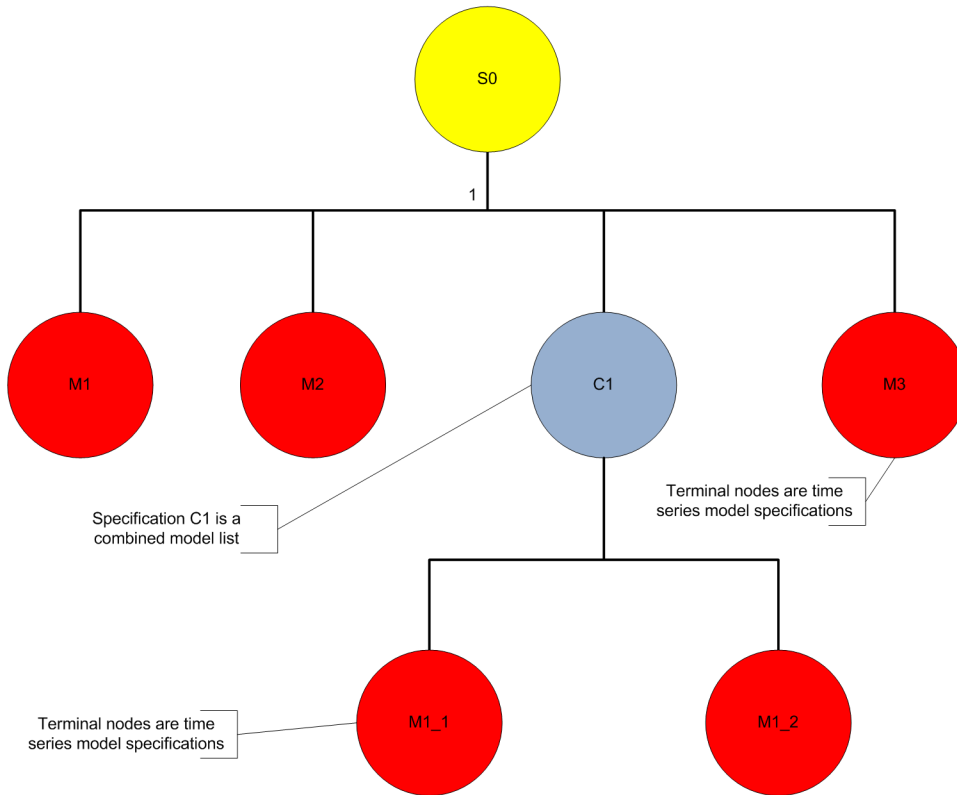 S0
1
M1
M2
C1
M3
Specification C1 is a
combined model list
Terminal nodes are time
series model specifications
M1_1
M1_2
Terminal nodes are time
series model specifications